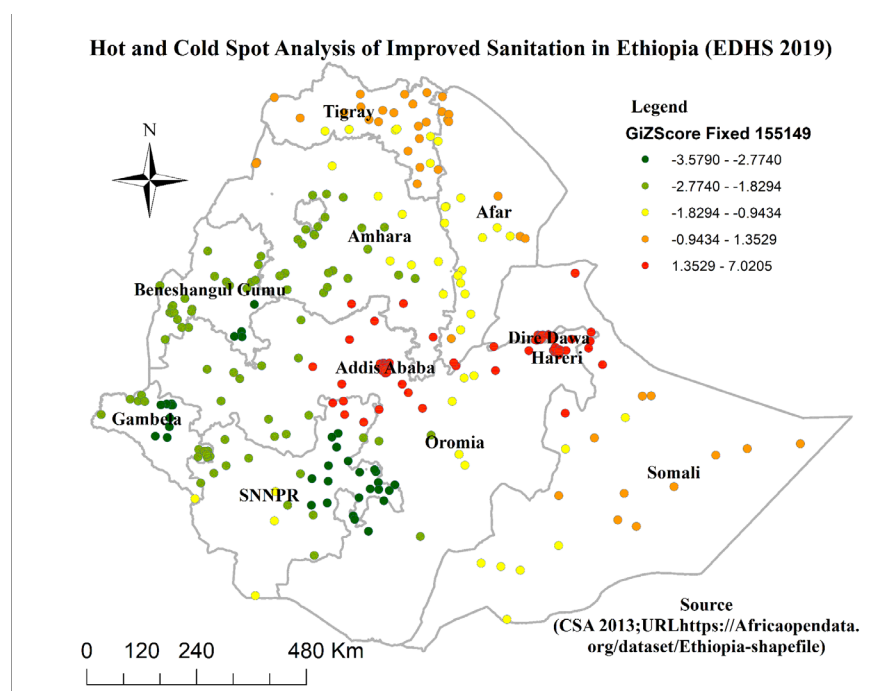 Hot and Cold Spot Analysis of Improved Sanitation in Ethiopia (EDHS 2019)
Legend
GiZScore Fixed 155149
-3.5790 - -2.7740
-2.7740 - -1.8294
-1.8294 - -0.9434
-0.9434 - 1.3529
1.3529 - 7.0205
N
Tigray
Afar
Amhara
Beneshangul Gumu
Dire Dawa
Hareri
Addis Ababa
Gambela
Oromia
Somali
SNNPR
Source
(CSA 2013;URLhttps://Africaopendata.
org/dataset/Ethiopia-shapefile)
0 120 240 480 Km